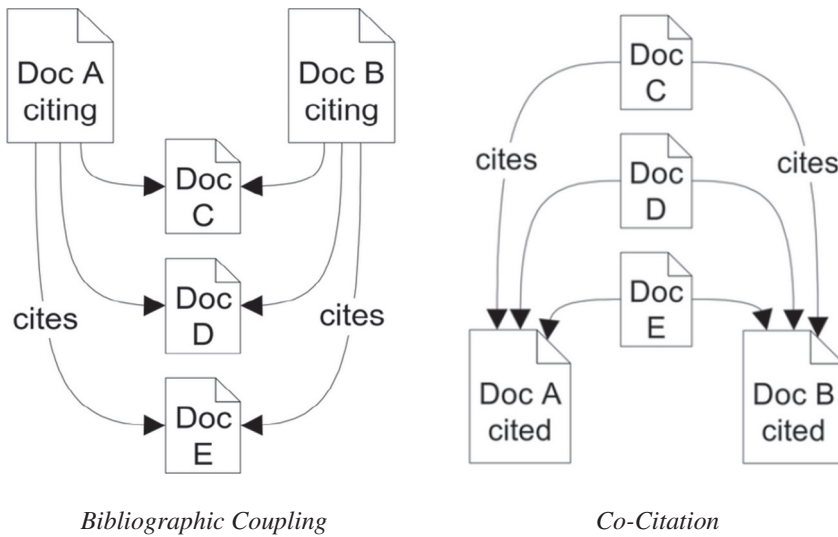 Doc A
citing
Doc B
citing
Doc
C
Doc
D
cites
cites
Doc
E
Bibliographic Coupling
Doc
C
cites
cites
Doc
D
Doc
E
Doc A
cited
Doc B
cited
Co-Citation